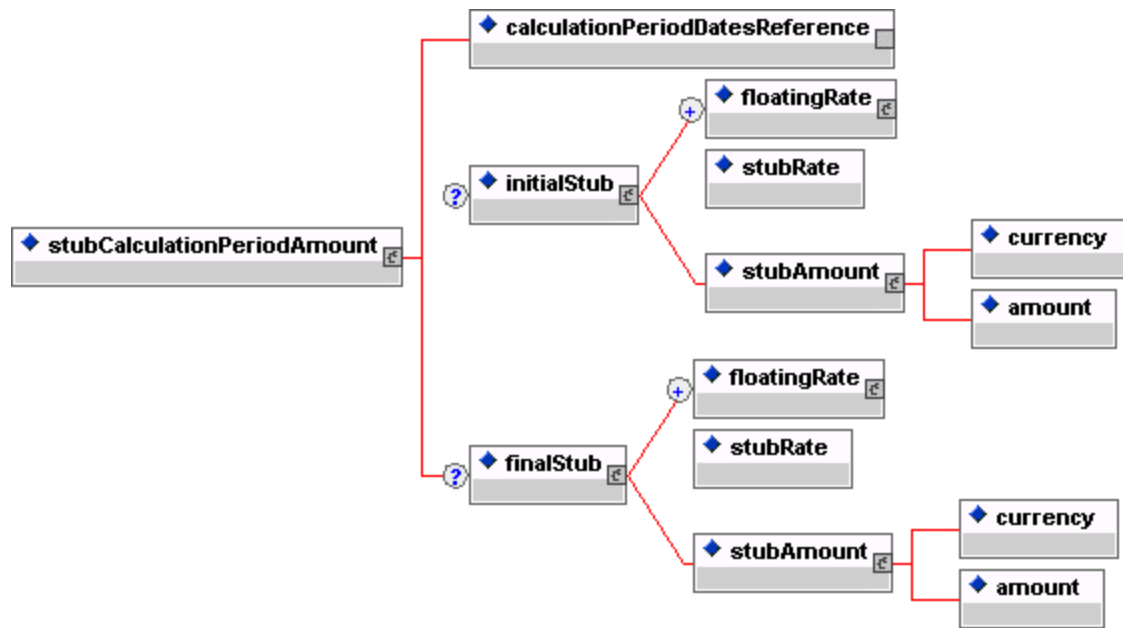 calculationPeriodDatesReference
floatingRate
+
stubRate
? initialStub
stubCalculationPeriodAmount
currency
stubAmount
amount
floatingRate
+
stubRate
? finalStub
currency
stubAmount
amount